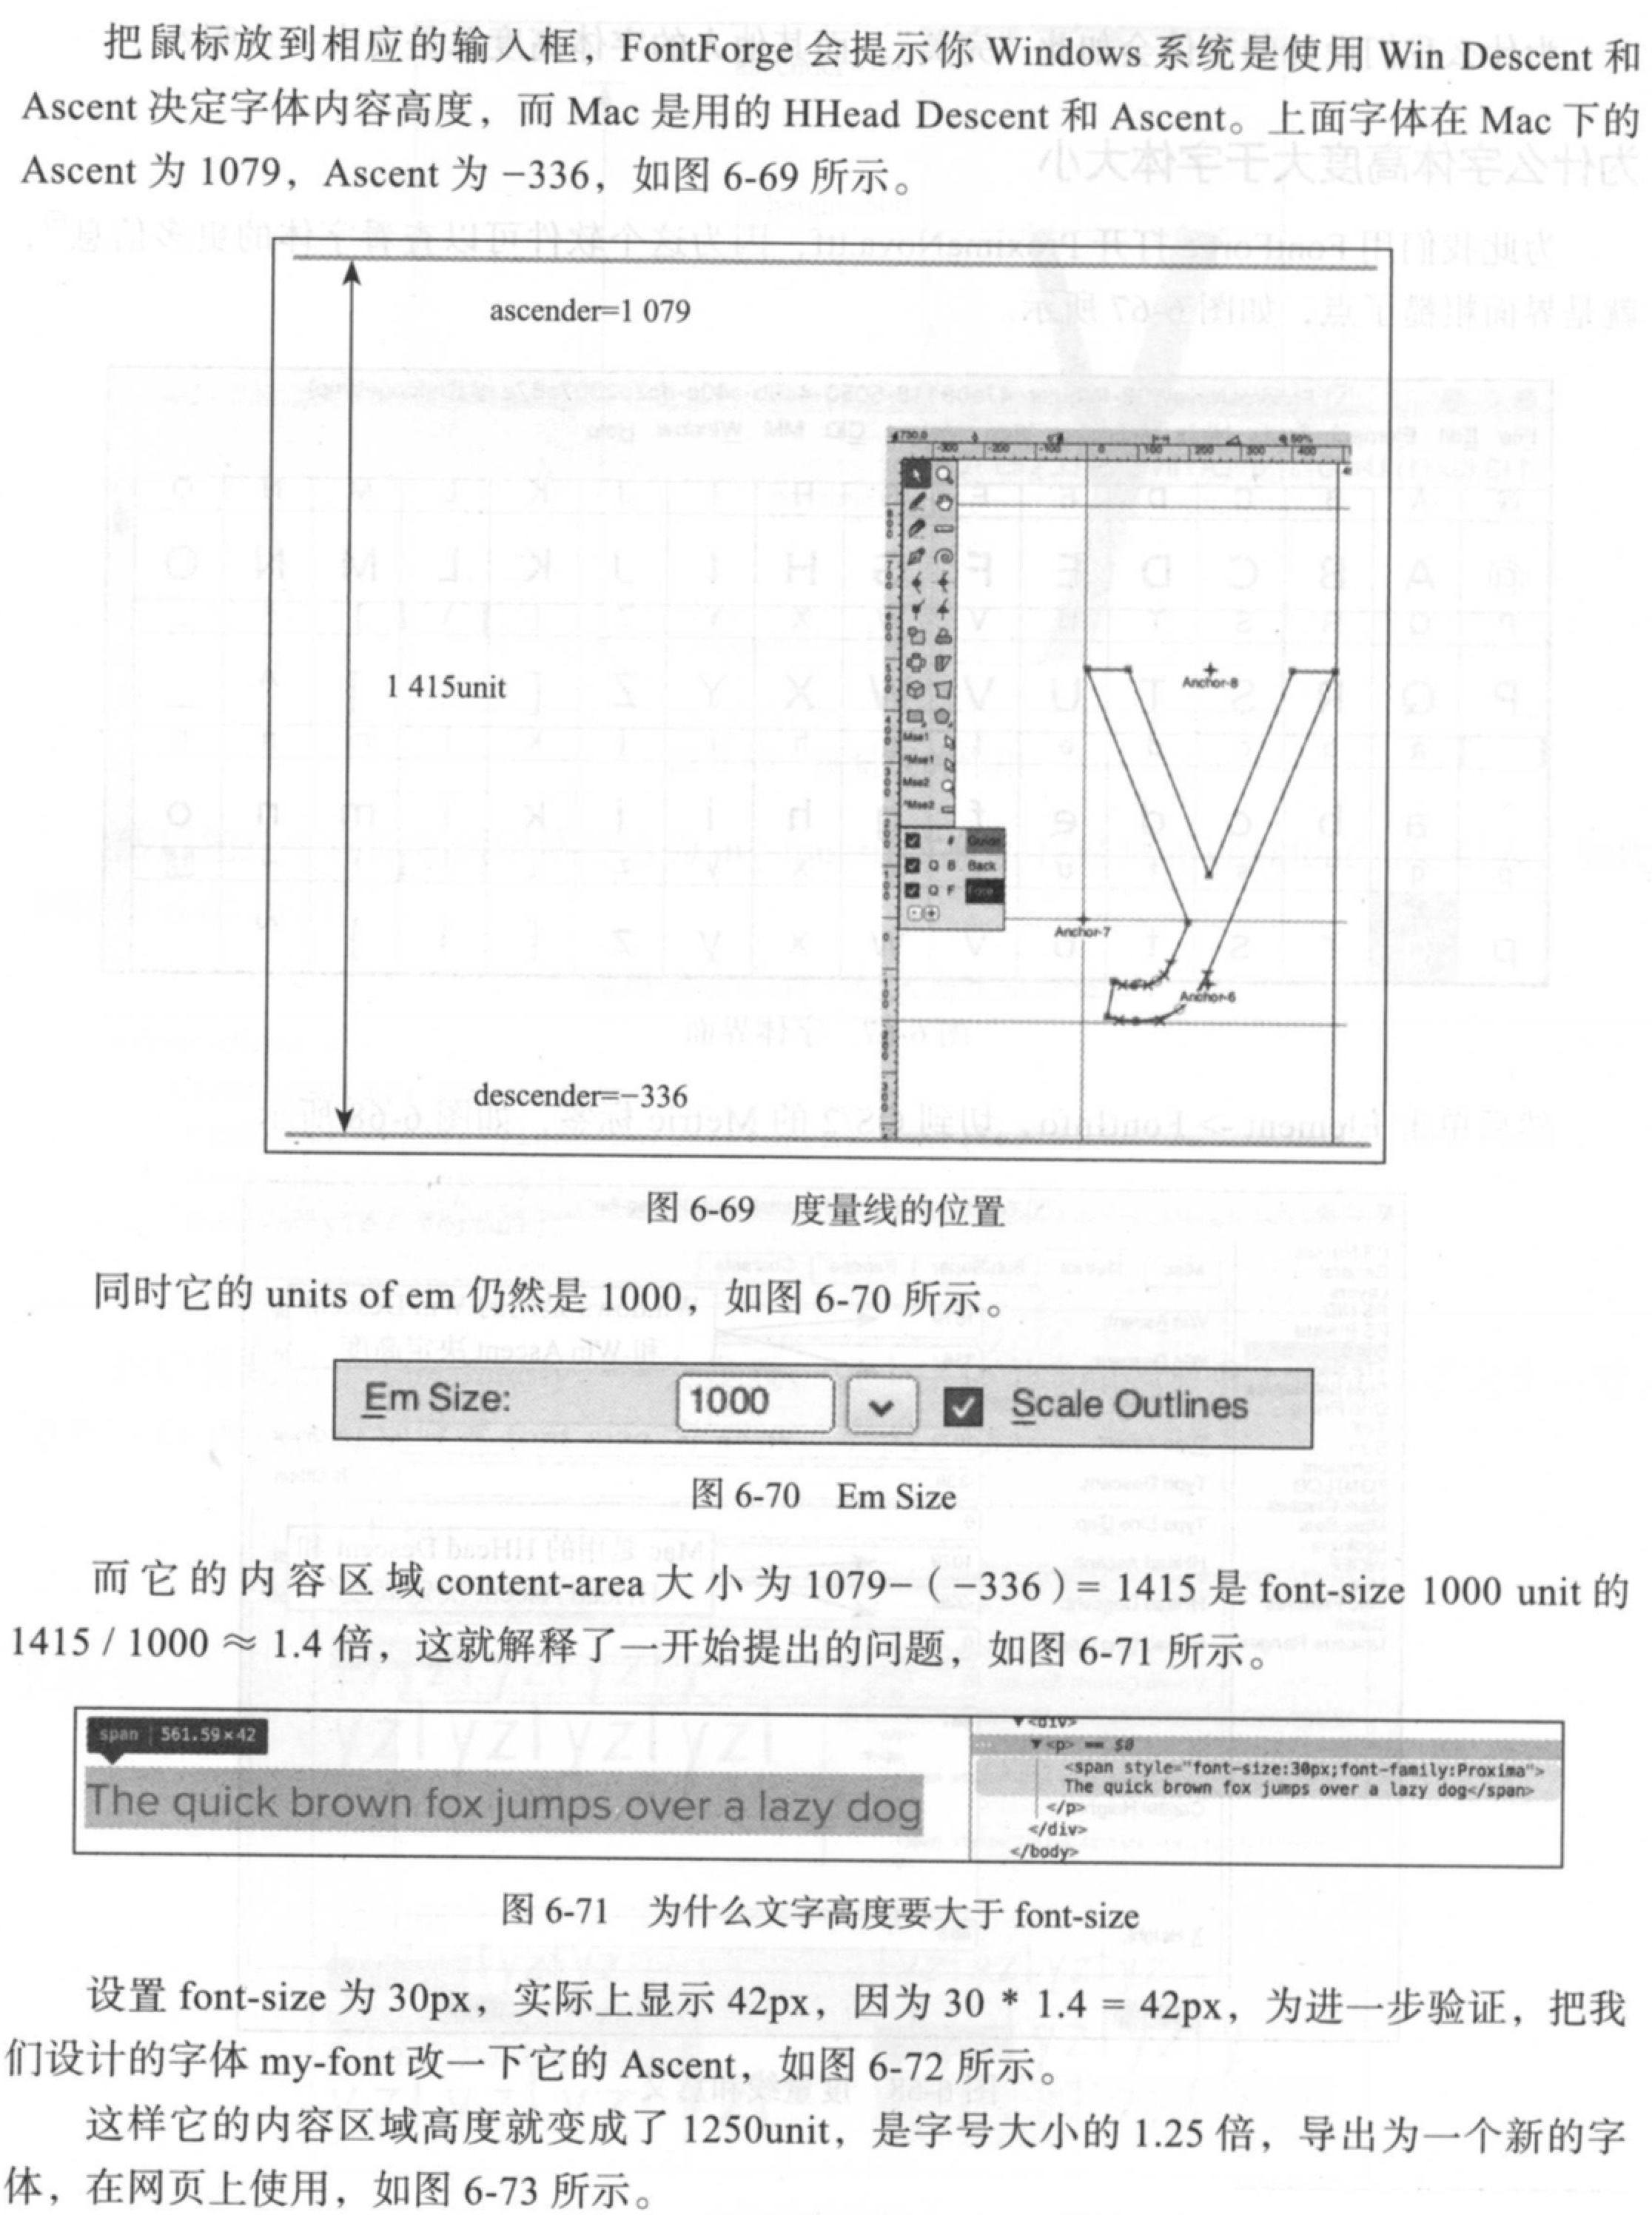 把鼠标放到相应的输入框，FontForge 会提示你 Windows 系统是使用 Win Descent 和
Ascent 决定字体内容高度，而 Mac 是用的 HHead Descent 和 Ascent。上面字体在 Mac 下的
Ascent 为 1079，Ascent 为 −336，如图 6-69 所示。
ascender=1 079
1 415unit
descender=−336
-300 -200 -100 0 100 200 300 400
Anchor-8
Mse1
^Mse1
Mse2
^Mse2
# Guide
Q B Back
Q F Fore
Anchor-7
Anchor-6
图 6-69 度量线的位置
同时它的 units of em 仍然是 1000，如图 6-70 所示。
Em Size: 1000 Scale Outlines
图 6-70 Em Size
而它的内容区域 content-area 大小为 1079−（−336）= 1415 是 font-size 1000 unit 的
1415 / 1000 ≈ 1.4 倍，这就解释了一开始提出的问题，如图 6-71 所示。
span 561.59×42
The quick brown fox jumps over a lazy dog
▼<div>
▼<p> == $0
<span style="font-size:30px;font-family:Proxima">
The quick brown fox jumps over a lazy dog</span>
</p>
</div>
</body>
图 6-71 为什么文字高度要大于 font-size
设置 font-size 为 30px，实际上显示 42px，因为 30 * 1.4 = 42px，为进一步验证，把我
们设计的字体 my-font 改一下它的 Ascent，如图 6-72 所示。
这样它的内容区域高度就变成了 1250unit，是字号大小的 1.25 倍，导出为一个新的字
体，在网页上使用，如图 6-73 所示。